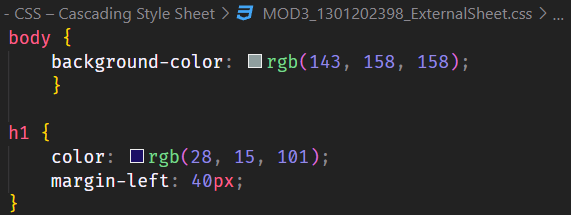 - CSS – Cascading Style Sheet > MOD3_1301202398_ExternalSheet.css > ...
body {
    background-color: rgb(143, 158, 158);
    }
h1 {
    color: rgb(28, 15, 101);
    margin-left: 40px;
}